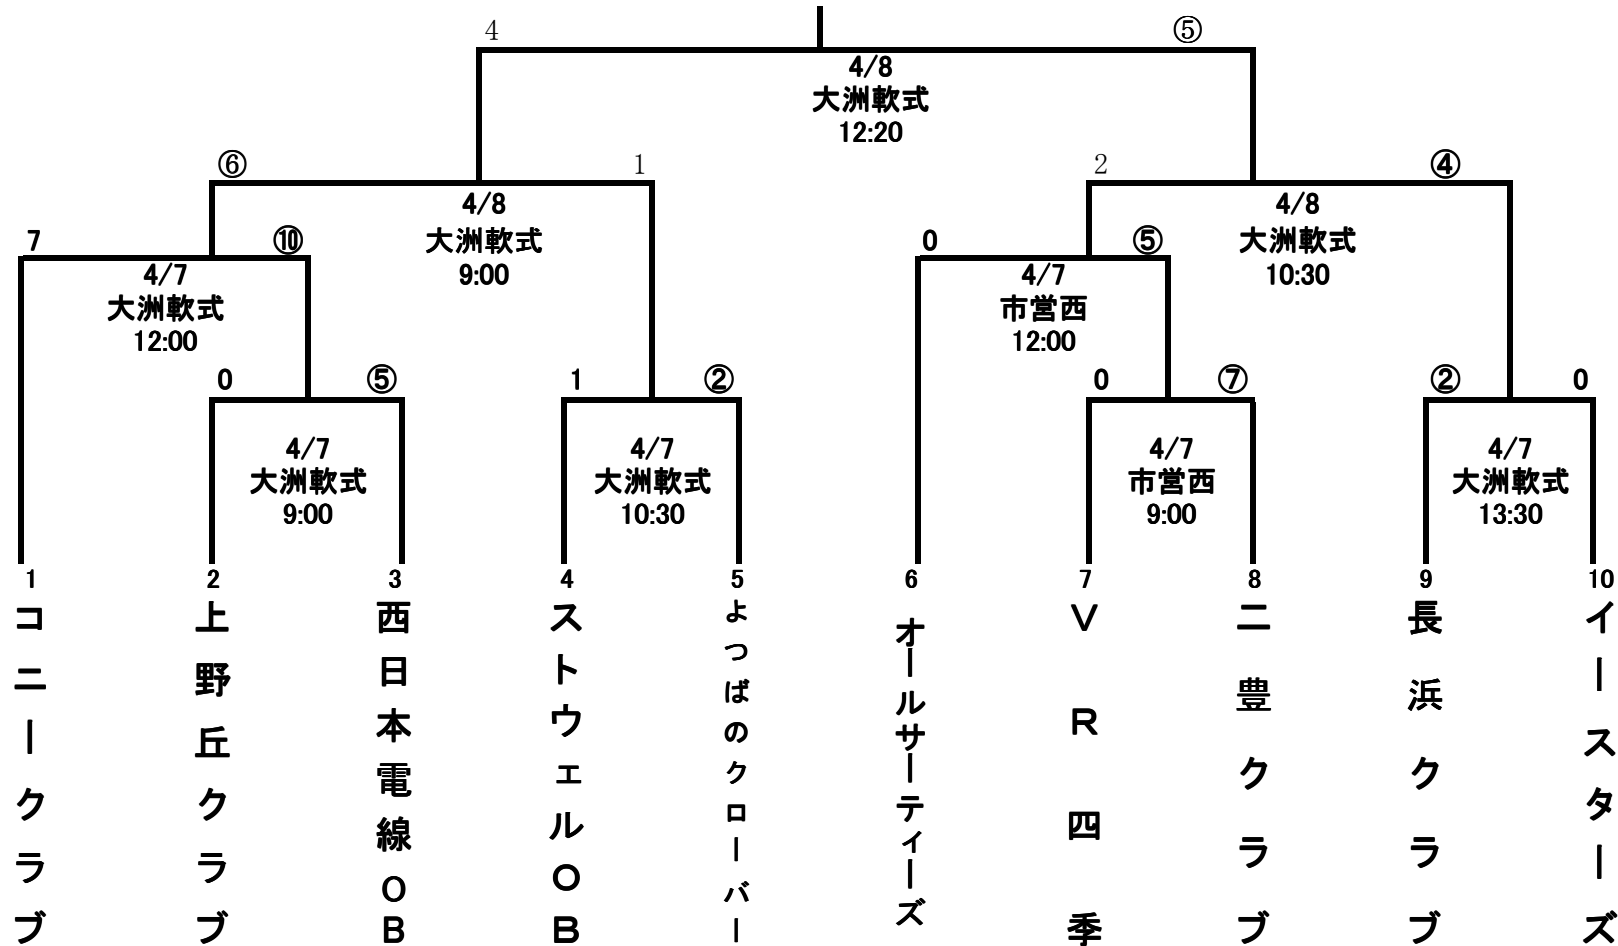 4 ⑤
4/8
大洲軟式
12:20
⑥ 1 2 ④
4/8
大洲軟式
9:00
4/8
大洲軟式
10:30
7 ⑩ 0 ⑤
4/7
大洲軟式
12:00
4/7
市営西
12:00
0 ⑤ 1 ② 0 ⑦ ② 0
4/7
大洲軟式
9:00
4/7
大洲軟式
10:30
4/7
市営西
9:00
4/7
大洲軟式
13:30
1 2 3 4 5 6 7 8 9 10
コニークラブ
上野丘クラブ
西日本電線OB
ストウェルOB
よつばのクローバー
オールサーティーズ
V R 四季
二豊クラブ
長浜クラブ
イースターズ